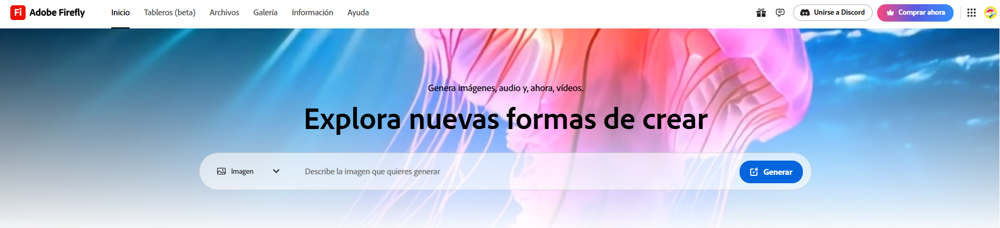 Fi Adobe Firefly Inicio Tableros (beta) Archivos Galería Información Ayuda Unirse a Discord Comprar ahora
Genera imágenes, audio y, ahora, vídeos.
Explora nuevas formas de crear
Imagen Describe la imagen que quieres generar Generar